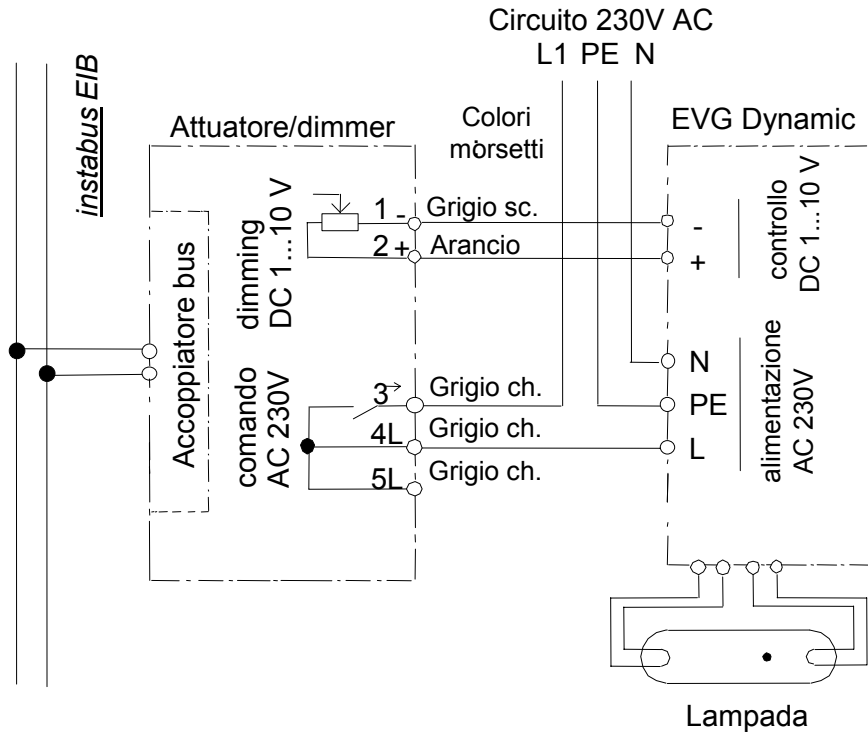 Circuito 230V AC
L1 PE N
instabus EIB
Attuatore/dimmer
Colori
morsetti
EVG Dynamic
Accoppiatore bus
dimming
DC 1...10 V
1 -
2 +
Grigio sc.
Arancio
-
+
controllo
DC 1...10 V
comando
AC 230V
3
4L
5L
Grigio ch.
Grigio ch.
Grigio ch.
N
PE
L
alimentazione
AC 230V
Lampada